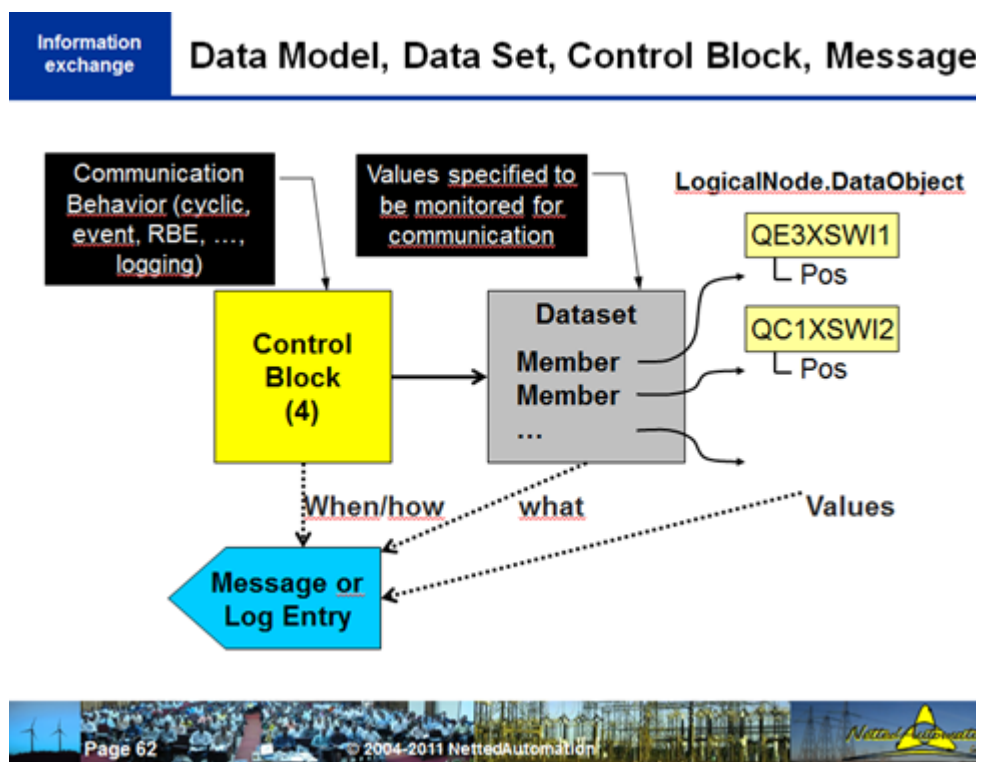 Information
exchange
Data Model, Data Set, Control Block, Message
Communication
Behavior (cyclic,
event, RBE, …,
logging)
Values specified to
be monitored for
communication
LogicalNode.DataObject
QE3XSWI1
Pos
QC1XSWI2
Pos
Control
Block
(4)
Dataset
Member
Member
…
When/how
what
Values
Message or
Log Entry
Page 62
© 2004-2011 NettedAutomation